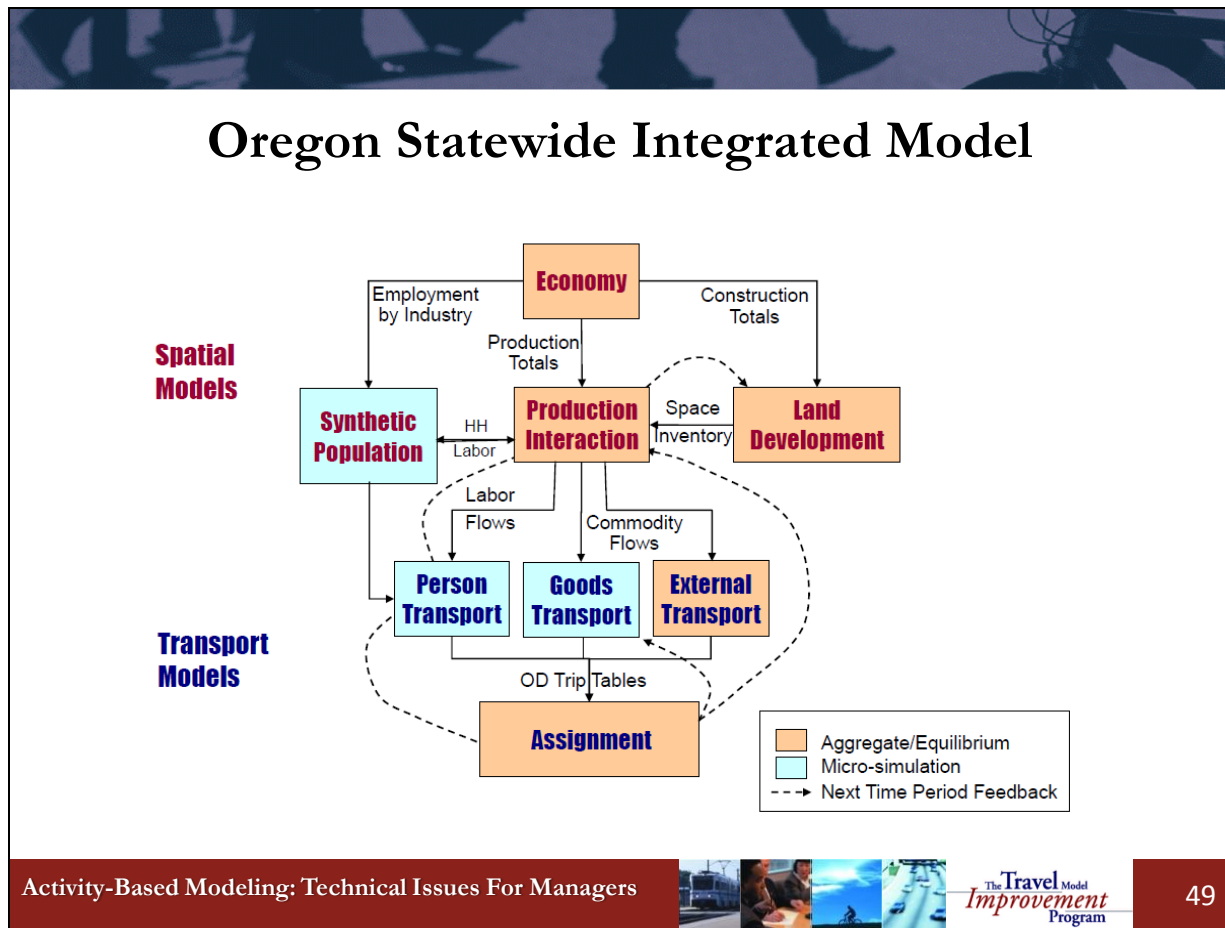 Oregon Statewide Integrated Model
Economy
Employment
by Industry
Construction
Totals
Production
Totals
Spatial
Models
Synthetic
Population
HH
Labor
Production
Interaction
Space
Inventory
Land
Development
Labor
Flows
Commodity
Flows
Person
Transport
Goods
Transport
External
Transport
Transport
Models
OD Trip Tables
Assignment
Aggregate/Equilibrium
Micro-simulation
Next Time Period Feedback
Activity-Based Modeling: Technical Issues For Managers
The Travel Model
Improvement
Program
49